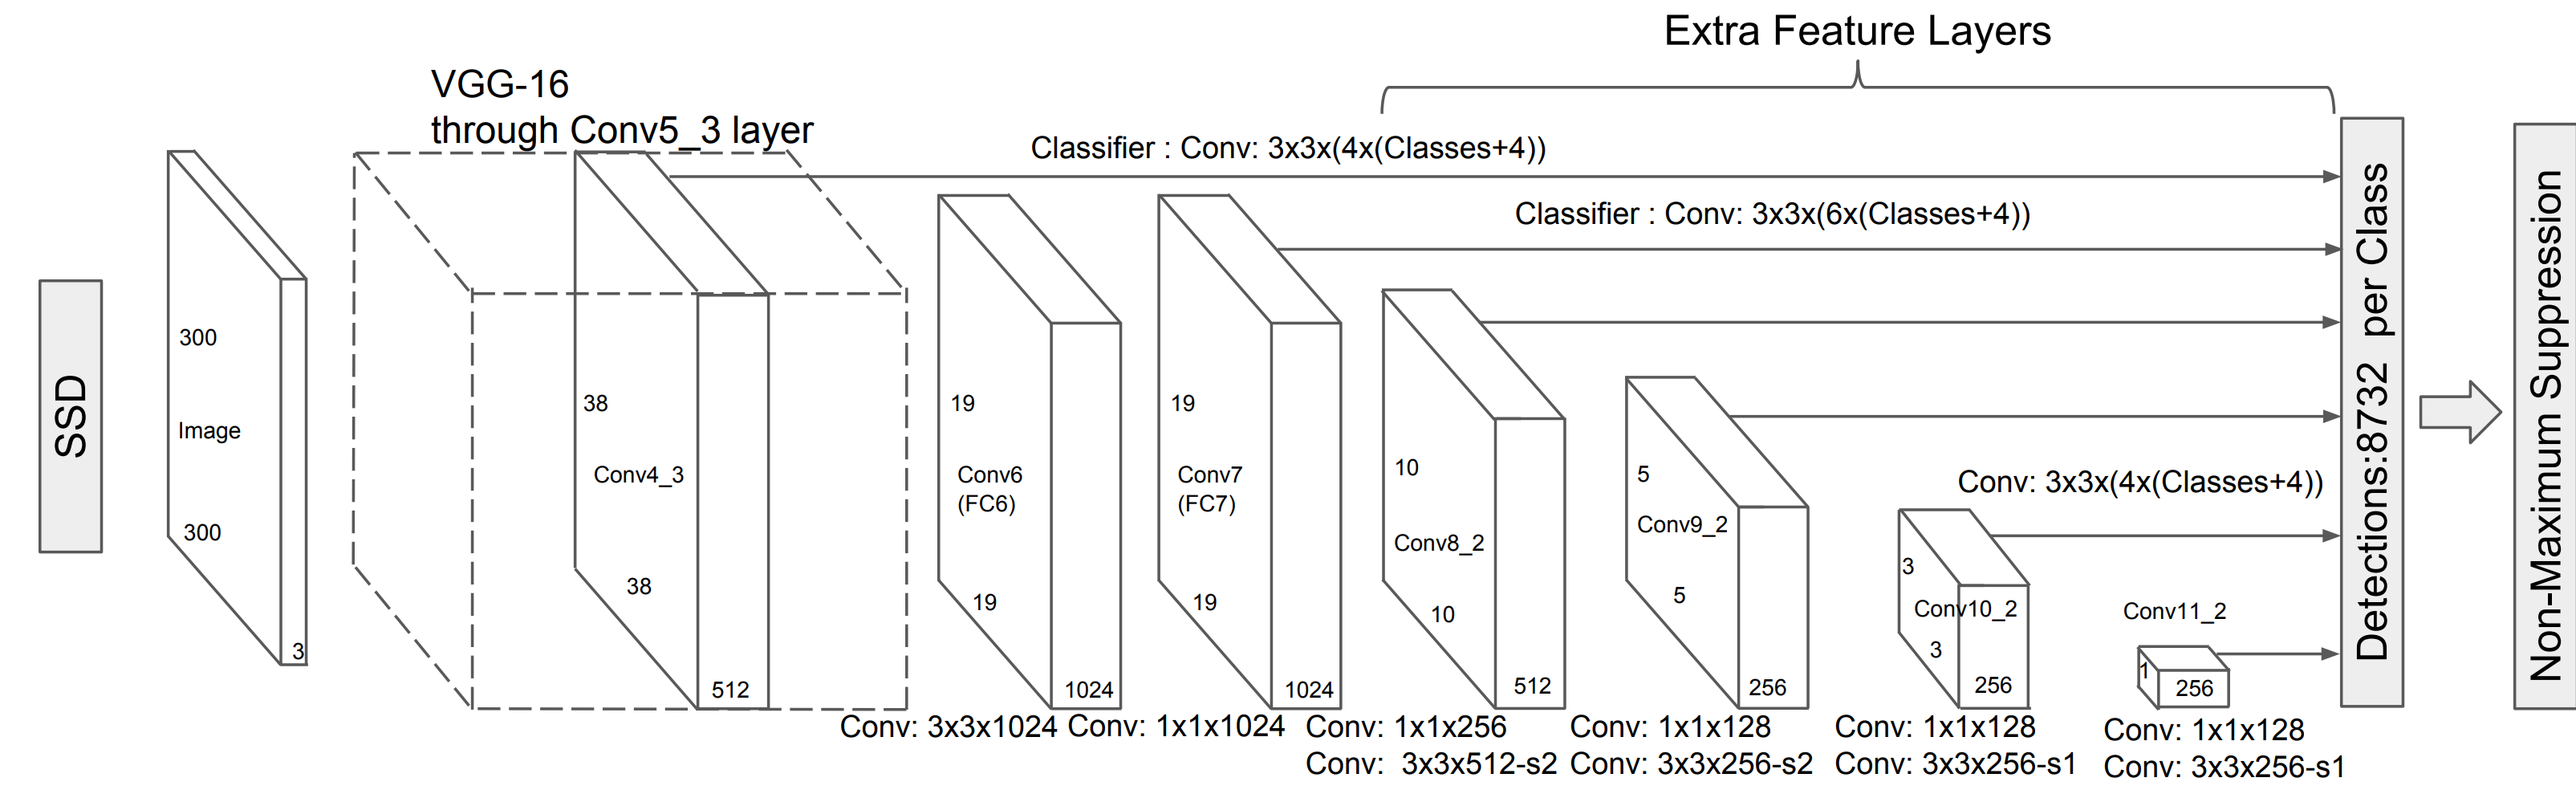 Extra Feature Layers
VGG-16
through Conv5_3 layer
Classifier : Conv: 3x3x(4x(Classes+4))
Classifier : Conv: 3x3x(6x(Classes+4))
SSD
300
Image
300
3
38
Conv4_3
38
512
19
Conv6
(FC6)
19
1024
19
Conv7
(FC7)
19
1024
10
Conv8_2
10
512
5
Conv9_2
5
256
Conv: 3x3x(4x(Classes+4))
3
Conv10_2
3
256
Conv11_2
1
256
Detections:8732 per Class
Non-Maximum Suppression
Conv: 3x3x1024
Conv: 1x1x1024
Conv: 1x1x256
Conv: 3x3x512-s2
Conv: 1x1x128
Conv: 3x3x256-s2
Conv: 1x1x128
Conv: 3x3x256-s1
Conv: 1x1x128
Conv: 3x3x256-s1